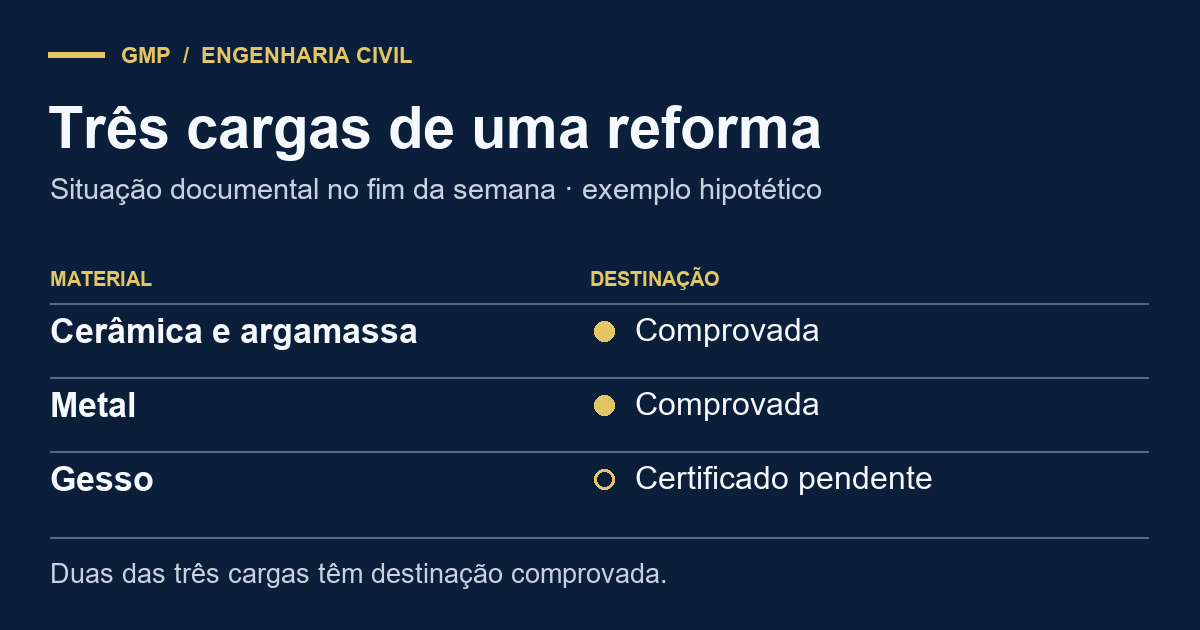 GMP / ENGENHARIA CIVIL
Três cargas de uma reforma
Situação documental no fim da semana · exemplo hipotético
MATERIAL DESTINAÇÃO
Cerâmica e argamassa Comprovada
Metal Comprovada
Gesso Certificado pendente
Duas das três cargas têm destinação comprovada.